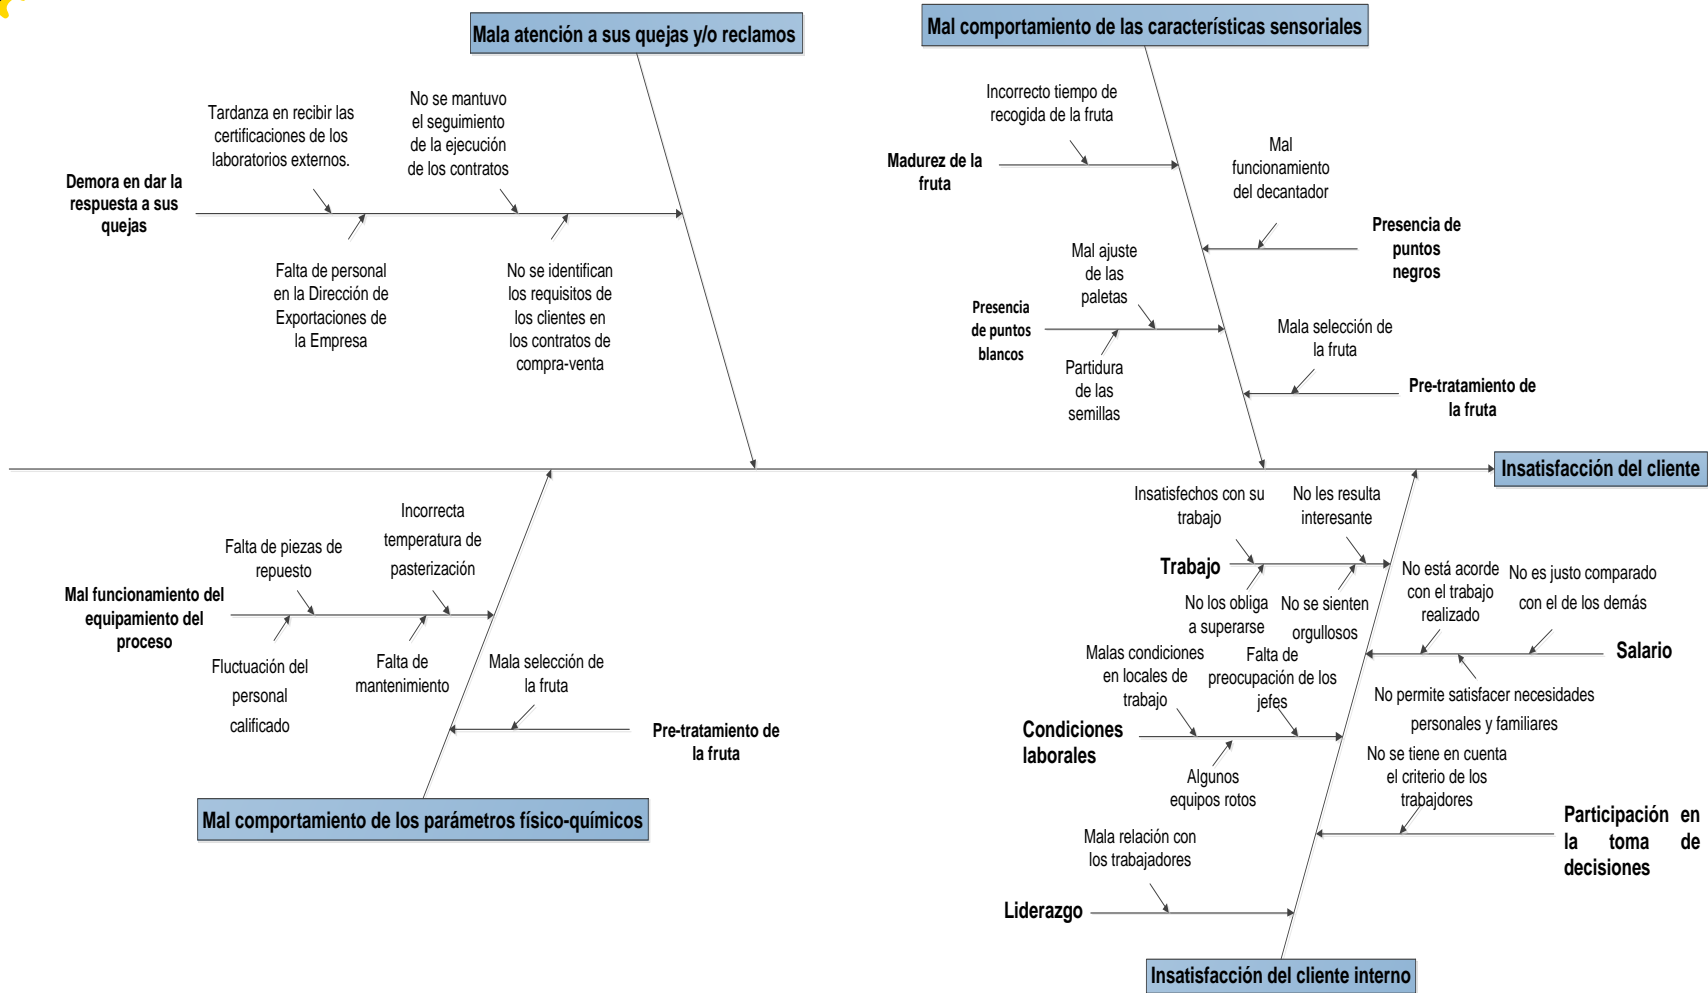 Mala atención a sus quejas y/o reclamos
Tardanza en recibir las
certificaciones de los
laboratorios externos.
No se mantuvo
el seguimiento
de la ejecución
de los contratos
Demora en dar la
respuesta a sus
quejas
Falta de personal
en la Dirección de
Exportaciones de
la Empresa
No se identifican
los requisitos de
los clientes en
los contratos de
compra-venta
Mal comportamiento de las características sensoriales
Incorrecto tiempo de
recogida de la fruta
Madurez de la
fruta
Mal
funcionamiento
del decantador
Presencia de
puntos
negros
Mal ajuste
de las
paletas
Presencia
de puntos
blancos
Partidura
de las
semillas
Mala selección de
la fruta
Pre-tratamiento de
la fruta
Insatisfacción del cliente
Incorrecta
temperatura de
pasterización
Falta de piezas de
repuesto
Mal funcionamiento del
equipamiento del
proceso
Fluctuación del
personal
calificado
Falta de
mantenimiento
Mala selección de
la fruta
Pre-tratamiento de
la fruta
Mal comportamiento de los parámetros físico-químicos
Insatisfechos con su
trabajo
No les resulta
interesante
Trabajo
No los obliga
a superarse
No se sienten
orgullosos
No está acorde
con el trabajo
realizado
No es justo comparado
con el de los demás
Salario
No permite satisfacer necesidades
personales y familiares
Malas condiciones
en locales de
trabajo
Falta de
preocupación de los
jefes
Condiciones
laborales
Algunos
equipos rotos
No se tiene en cuenta
el criterio de los
trabajdores
Participación en
la toma de
decisiones
Mala relación con
los trabajadores
Liderazgo
Insatisfacción del cliente interno